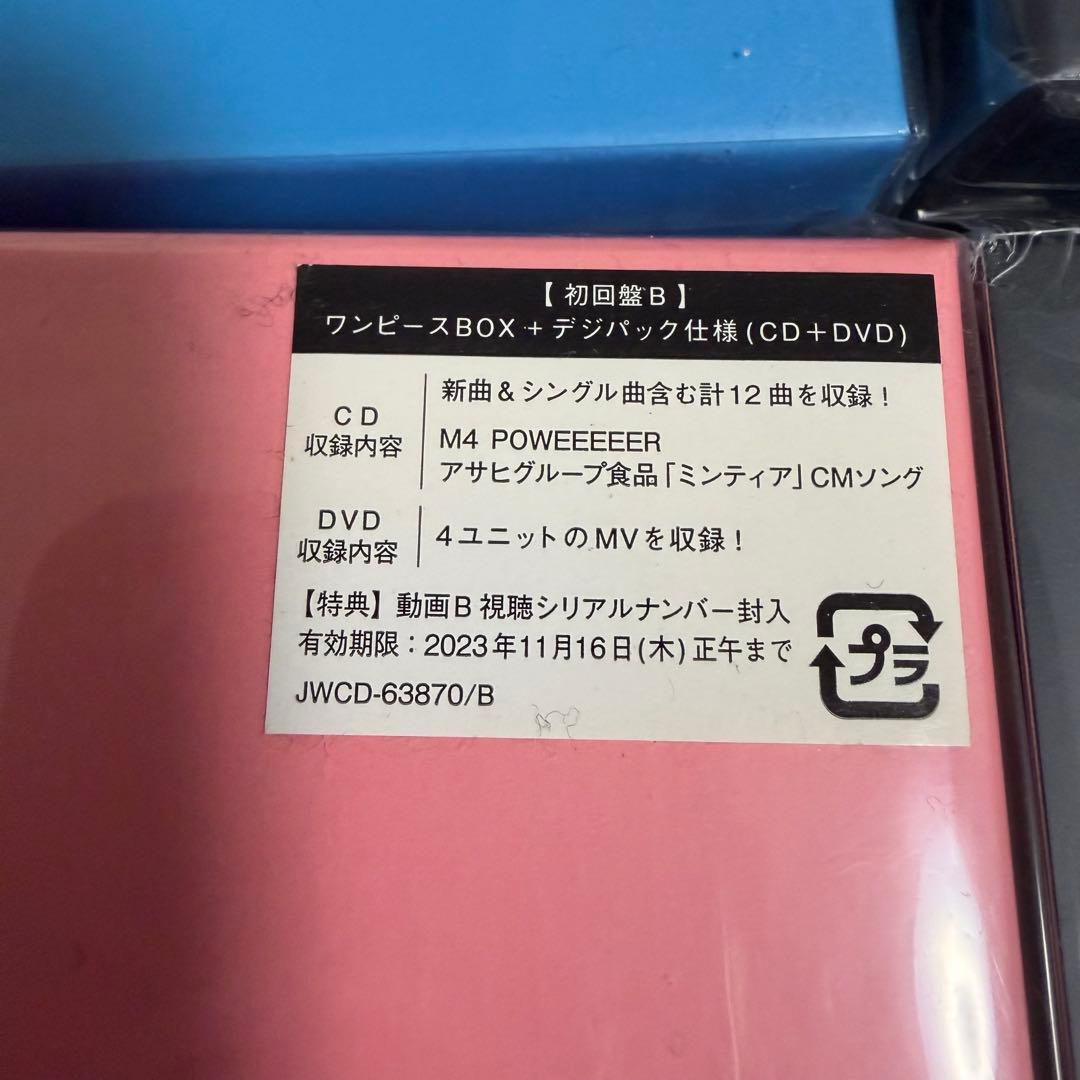 【 初回盤B 】
ワンピースBOX + デジパック仕様 (CD+DVD)
CD
収録内容
新曲&シングル曲含む計12曲を収録!
M4 POWEEEEER
アサヒグループ食品「ミンティア」CMソング
DVD
収録内容
4ユニットのMVを収録!
【特典】動画B 視聴シリアルナンバー封入
有効期限:2023年11月16日(木)正午まで
JWCD-63870/B
プラ